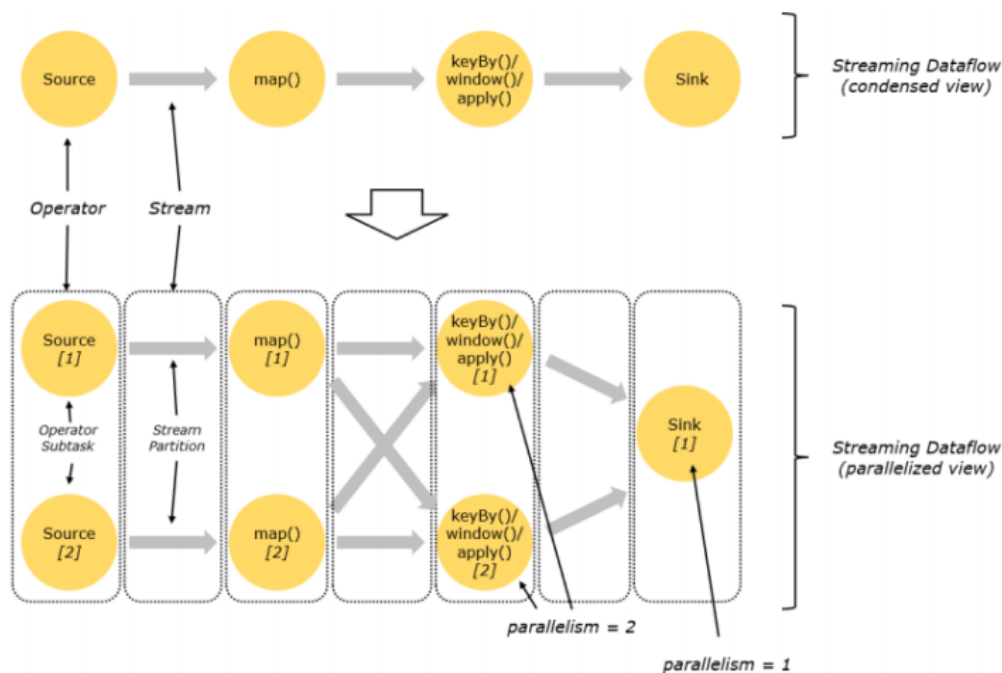 Source
map()
keyBy()/
window()/
apply()
Sink
Streaming Dataflow
(condensed view)
Operator
Stream
Source
[1]
map()
[1]
keyBy()/
window()/
apply()
[1]
Operator
Subtask
Stream
Partition
Sink
[1]
Streaming Dataflow
(parallelized view)
Source
[2]
map()
[2]
keyBy()/
window()/
apply()
[2]
parallelism = 2
parallelism = 1